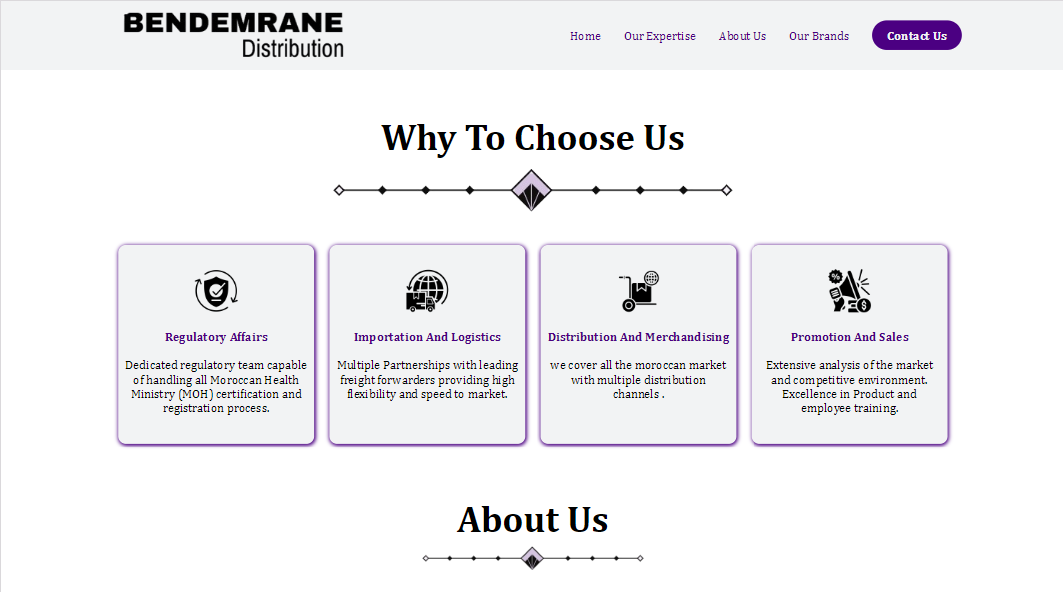 BENDEMRANE
Distribution
Home
Our Expertise
About Us
Our Brands
Contact Us
Why To Choose Us
Regulatory Affairs
Dedicated regulatory team capable
of handling all Moroccan Health
Ministry (MOH) certification and
registration process.
Importation And Logistics
Multiple Partnerships with leading
freight forwarders providing high
flexibility and speed to market.
Distribution And Merchandising
we cover all the moroccan market
with multiple distribution
channels .
Promotion And Sales
Extensive analysis of the market
and competitive environment.
Excellence in Product and
employee training.
About Us